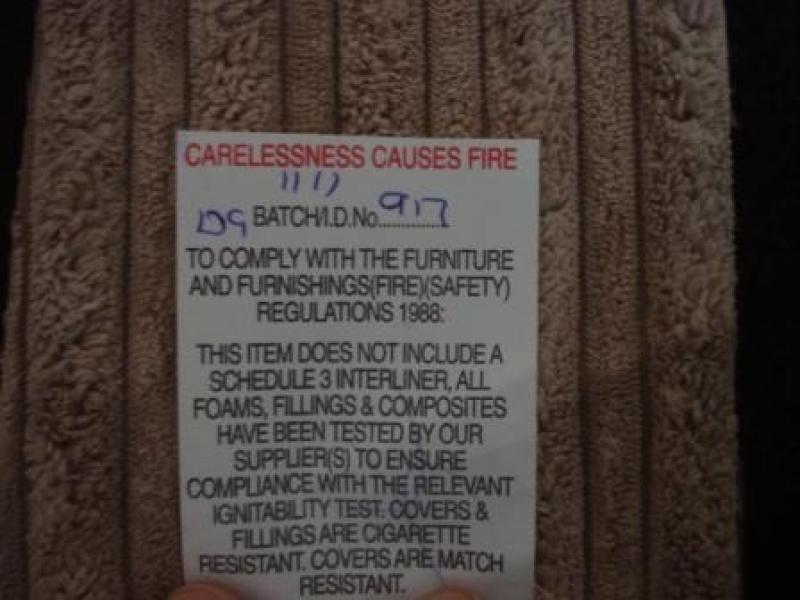 CARELESSNESS CAUSES FIRE
DG BATCH/I.D.No..............917
TO COMPLY WITH THE FURNITURE
AND FURNISHINGS(FIRE)(SAFETY)
REGULATIONS 1988:
THIS ITEM DOES NOT INCLUDE A
SCHEDULE 3 INTERLINER, ALL
FOAMS, FILLINGS & COMPOSITES
HAVE BEEN TESTED BY OUR
SUPPLIER(S) TO ENSURE
COMPLIANCE WITH THE RELEVANT
IGNITABILITY TEST. COVERS &
FILLINGS ARE CIGARETTE
RESISTANT. COVERS ARE MATCH
RESISTANT.